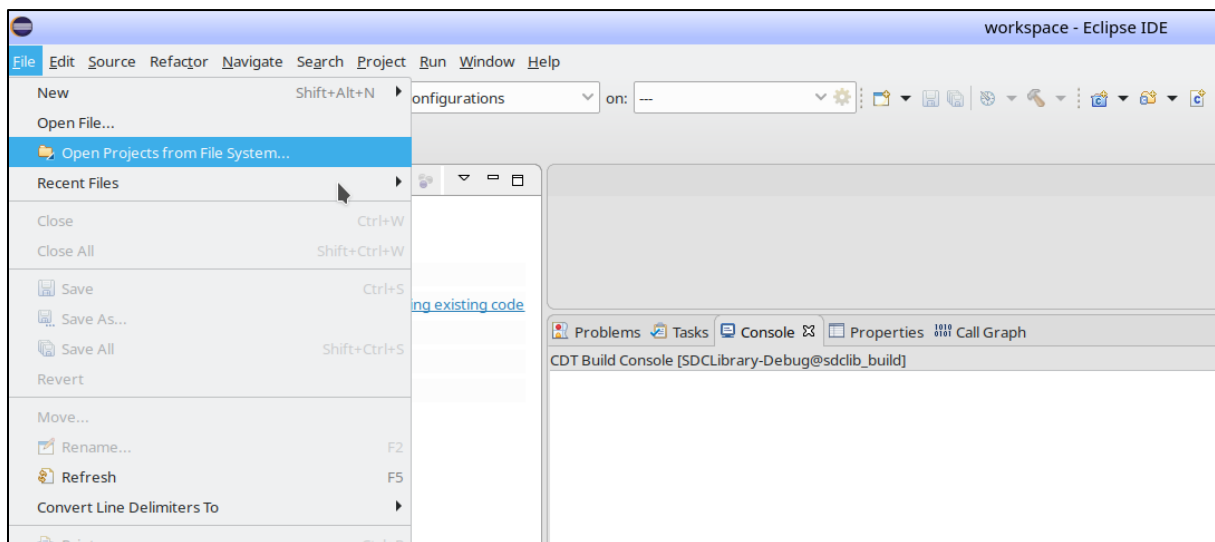 workspace - Eclipse IDE
File Edit Source Refactor Navigate Search Project Run Window Help
New Shift+Alt+N
onfigurations
on: ---
Open File...
Open Projects from File System...
Recent Files
Close Ctrl+W
Close All Shift+Ctrl+W
Save Ctrl+S
ing existing code
Save As...
Save All Shift+Ctrl+S
Revert
Move...
Rename... F2
Refresh F5
Convert Line Delimiters To
Problems Tasks Console Properties 1010 Call Graph
CDT Build Console [SDCLibrary-Debug@sdclib_build]